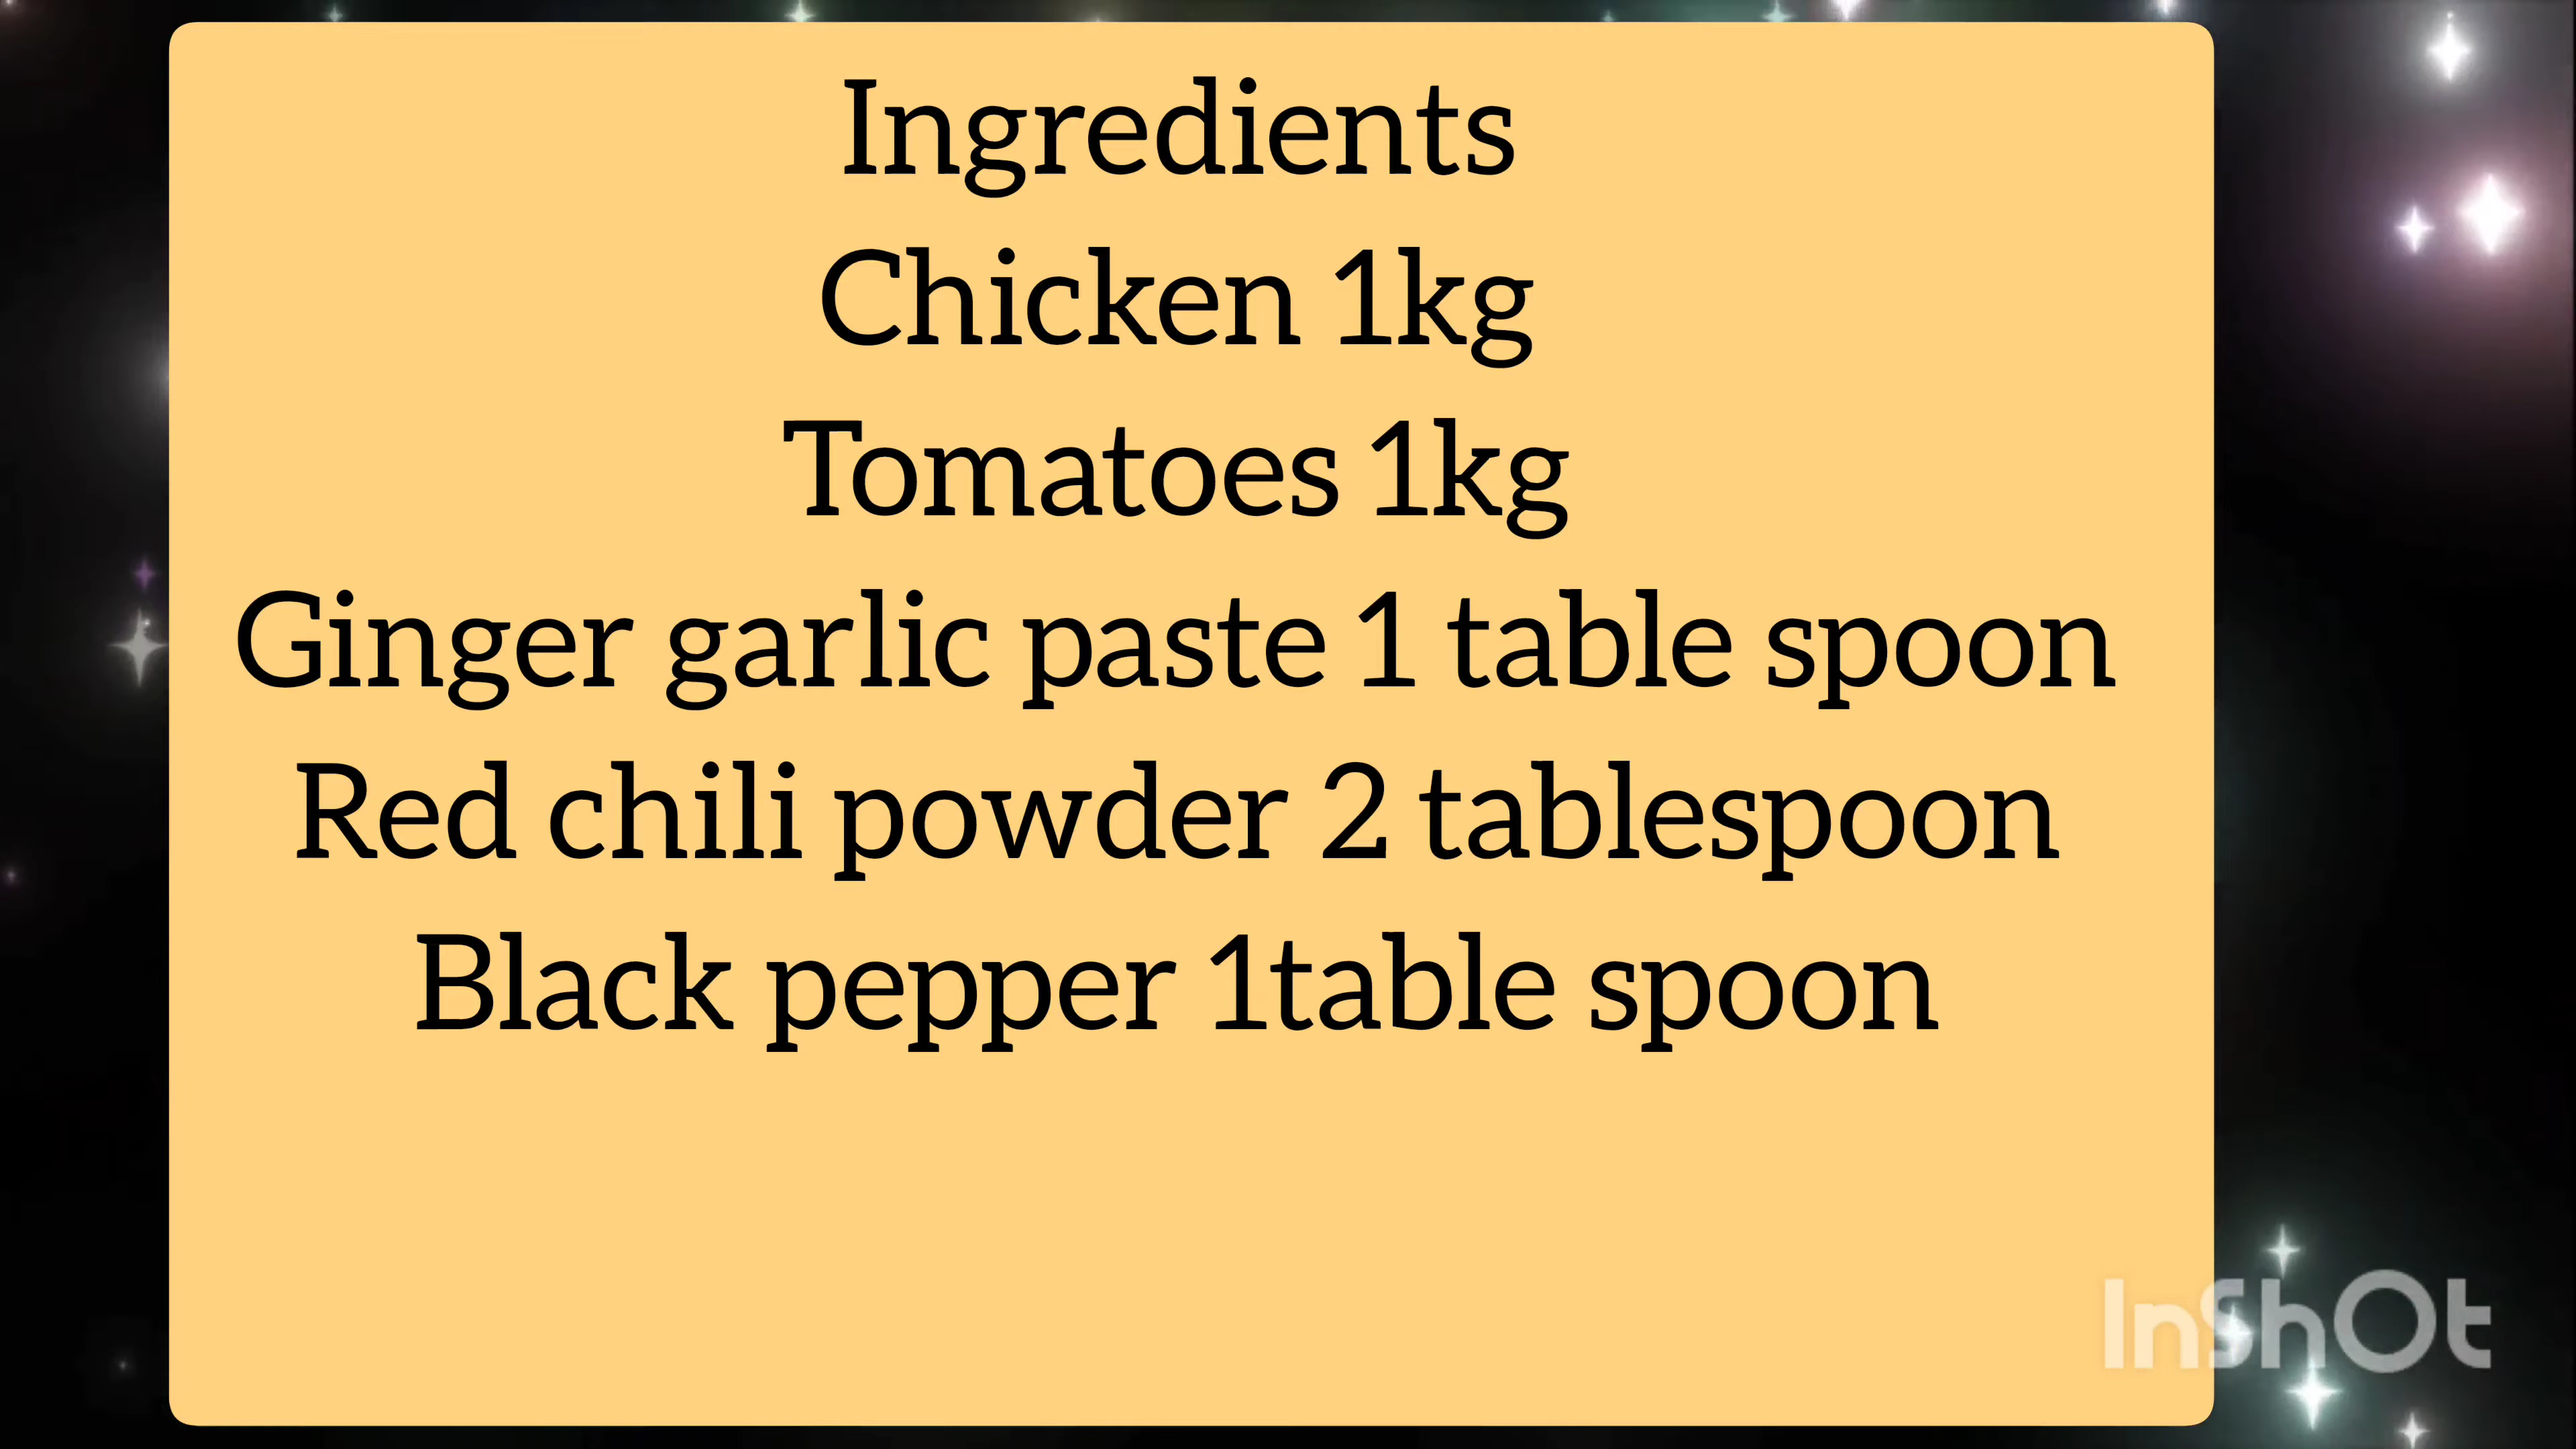 Ingredients
Chicken 1kg
Tomatoes 1kg
Ginger garlic paste 1 table spoon
Red chili powder 2 tablespoon
Black pepper 1table spoon
InShOt